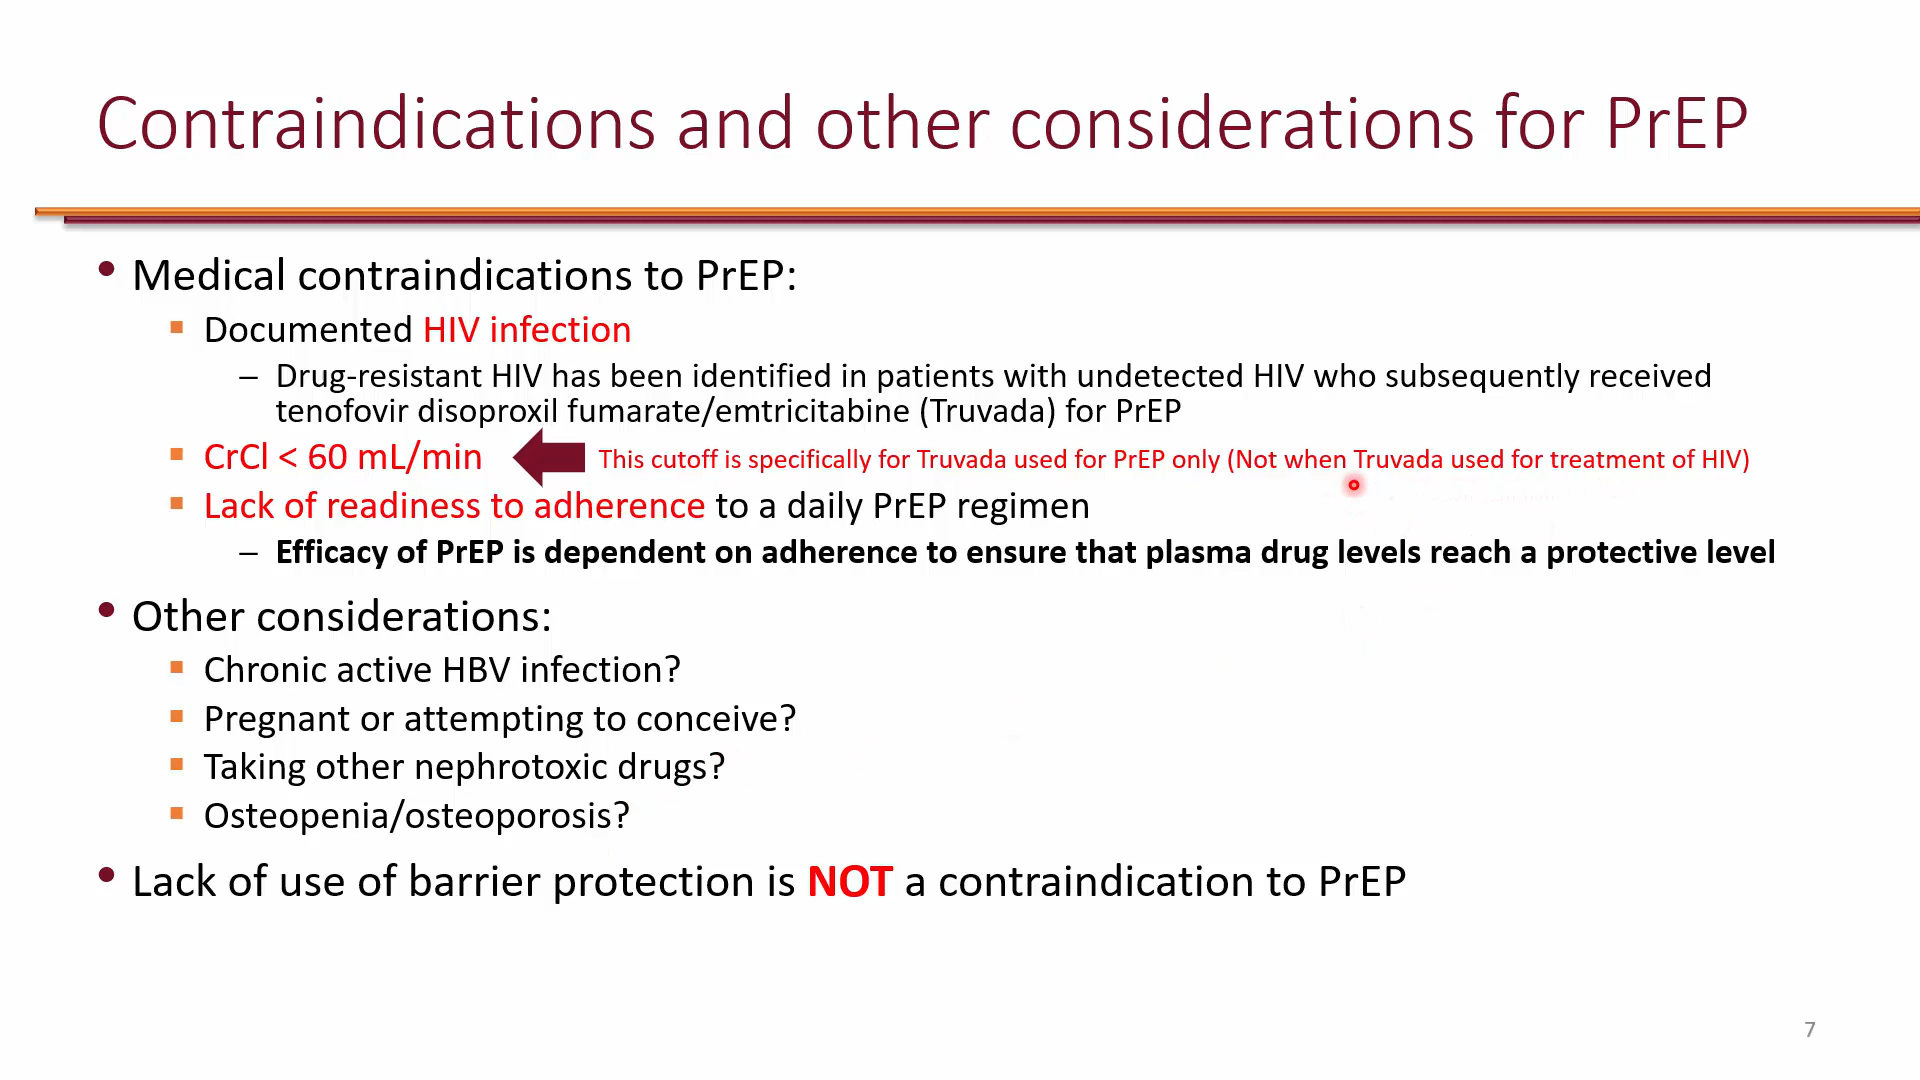 Contraindications and other considerations for PrEP
• Medical contraindications to PrEP:
▪ Documented HIV infection
– Drug-resistant HIV has been identified in patients with undetected HIV who subsequently received
tenofovir disoproxil fumarate/emtricitabine (Truvada) for PrEP
▪ CrCl < 60 mL/min This cutoff is specifically for Truvada used for PrEP only (Not when Truvada used for treatment of HIV)
▪ Lack of readiness to adherence to a daily PrEP regimen
– Efficacy of PrEP is dependent on adherence to ensure that plasma drug levels reach a protective level
• Other considerations:
▪ Chronic active HBV infection?
▪ Pregnant or attempting to conceive?
▪ Taking other nephrotoxic drugs?
▪ Osteopenia/osteoporosis?
• Lack of use of barrier protection is NOT a contraindication to PrEP
7